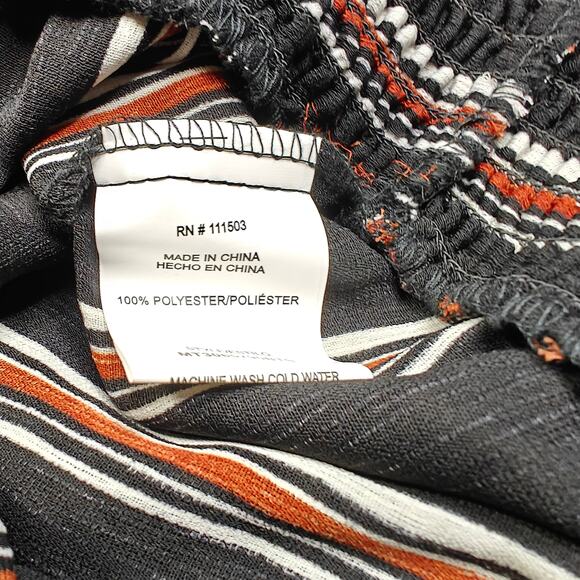 RN # 111503
MADE IN CHINA
HECHO EN CHINA
100% POLYESTER/POLIÉSTER
MACHINE WASH COLD WATER